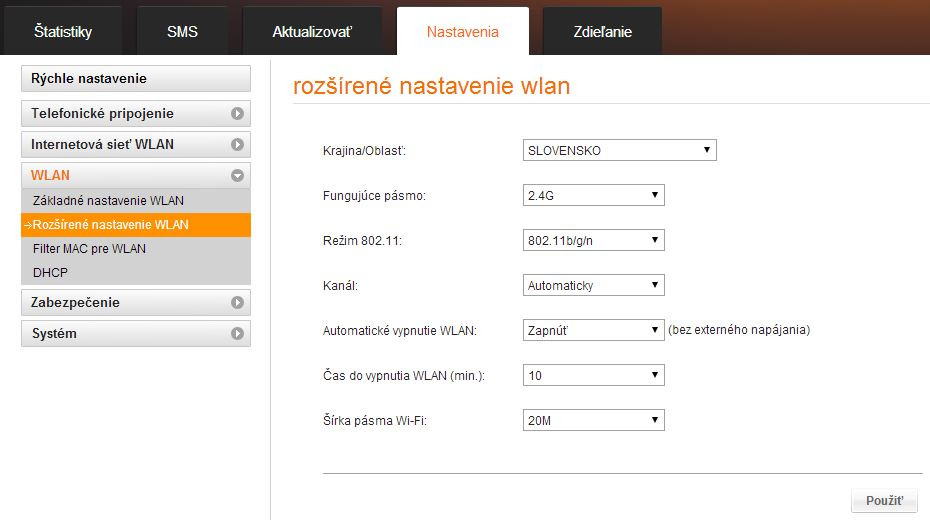 Štatistiky SMS Aktualizovať Nastavenia Zdieľanie
Rýchle nastavenie
Telefonické pripojenie
Internetová sieť WLAN
WLAN
Základné nastavenie WLAN
Rozšírené nastavenie WLAN
Filter MAC pre WLAN
DHCP
Zabezpečenie
Systém
rozšírené nastavenie wlan
Krajina/Oblasť: SLOVENSKO
Fungujúce pásmo: 2.4G
Režim 802.11: 802.11b/g/n
Kanál: Automaticky
Automatické vypnutie WLAN: Zapnúť (bez externého napájania)
Čas do vypnutia WLAN (min.): 10
Šírka pásma Wi-Fi: 20M
Použiť